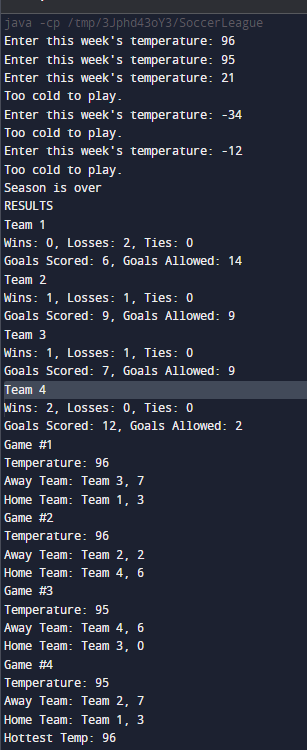 java -cp /tmp/3Jphd43oY3/SoccerLeague
Enter this week's temperature: 96
Enter this week's temperature: 95
Enter this week's temperature: 21
Too cold to play.
Enter this week's temperature: -34
Too cold to play.
Enter this week's temperature: -12
Too cold to play.
Season is over
RESULTS
Team 1
Wins: 0, Losses: 2, Ties: 0
Goals Scored: 6, Goals Allowed: 14
Team 2
Wins: 1, Losses: 1, Ties: 0
Goals Scored: 9, Goals Allowed: 9
Team 3
Wins: 1, Losses: 1, Ties: 0
Goals Scored: 7, Goals Allowed: 9
Team 4
Wins: 2, Losses: 0, Ties: 0
Goals Scored: 12, Goals Allowed: 2
Game #1
Temperature: 96
Away Team: Team 3, 7
Home Team: Team 1, 3
Game #2
Temperature: 96
Away Team: Team 2, 2
Home Team: Team 4, 6
Game #3
Temperature: 95
Away Team: Team 4, 6
Home Team: Team 3, 0
Game #4
Temperature: 95
Away Team: Team 2, 7
Home Team: Team 1, 3
Hottest Temp: 96